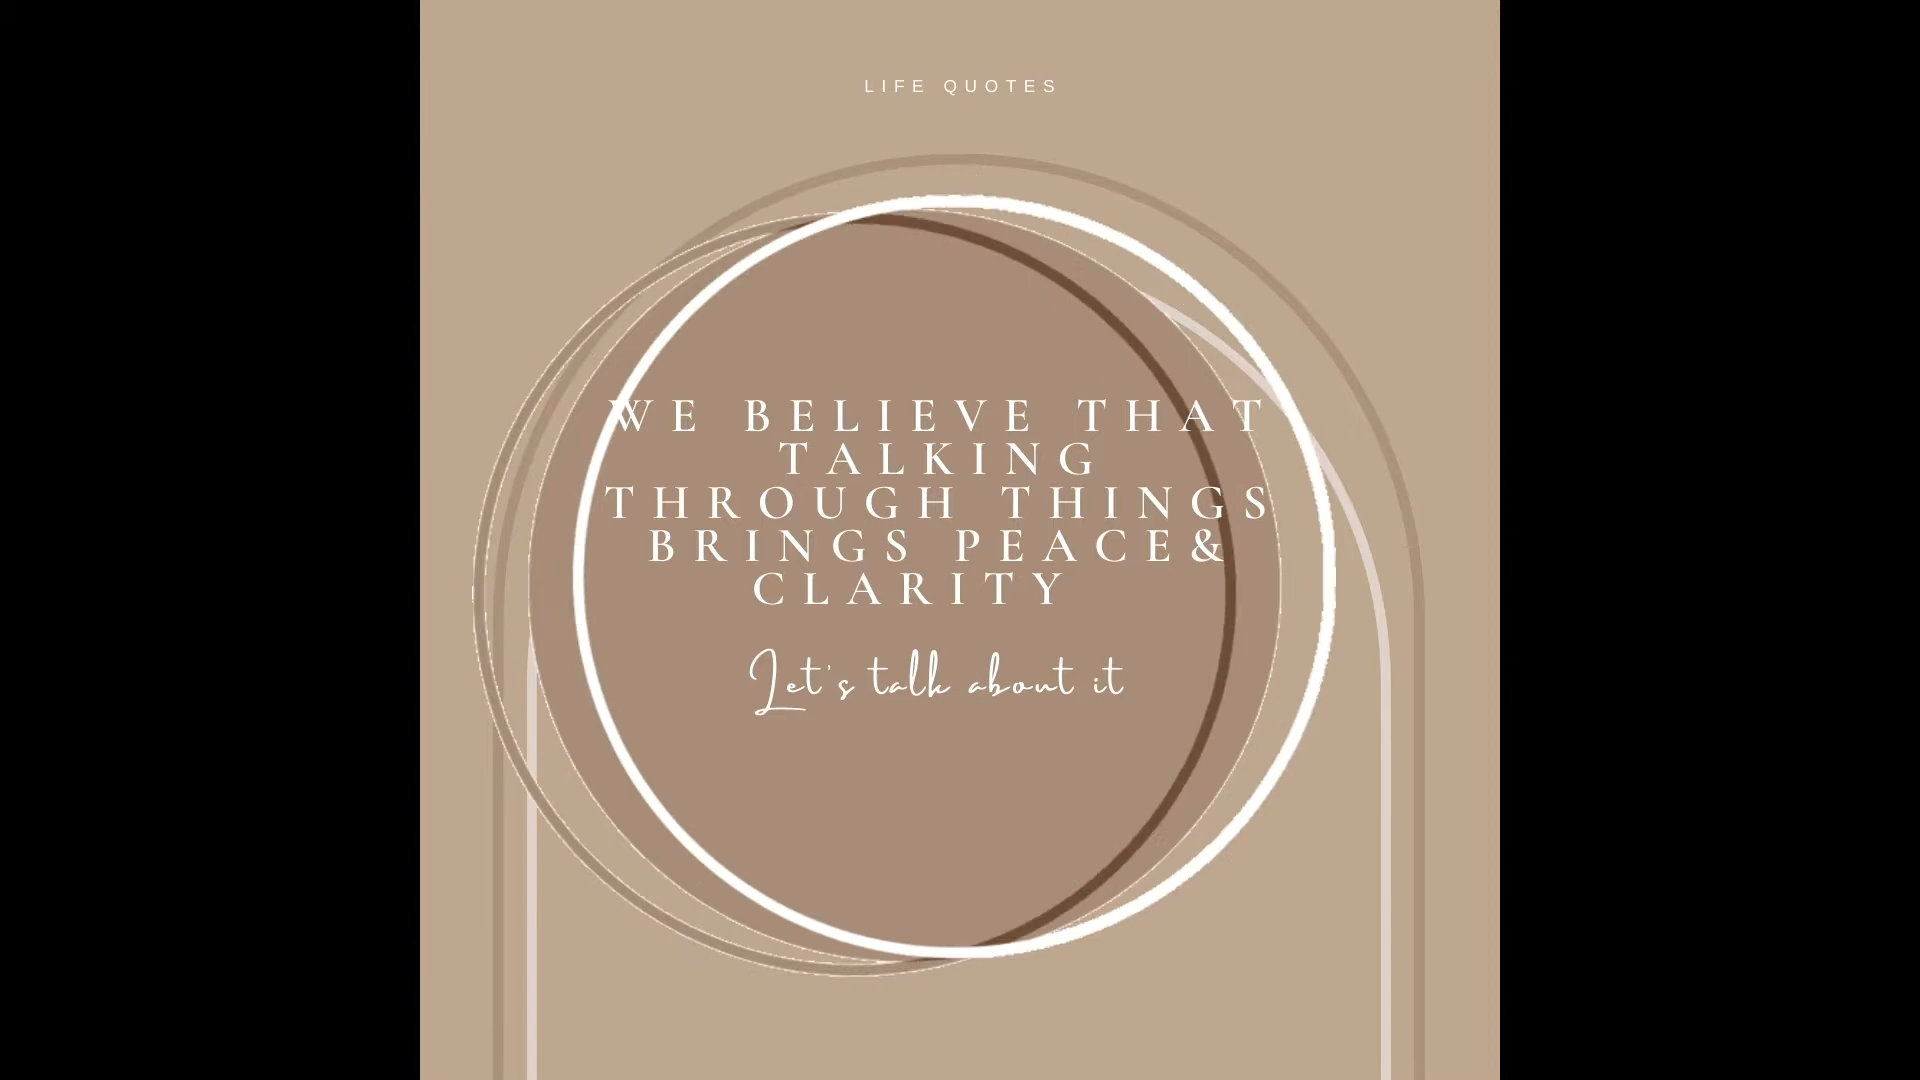 LIFE QUOTES
WE BELIEVE THAT
TALKING
THROUGH THINGS
BRINGS PEACE&
CLARITY
Let's talk about it